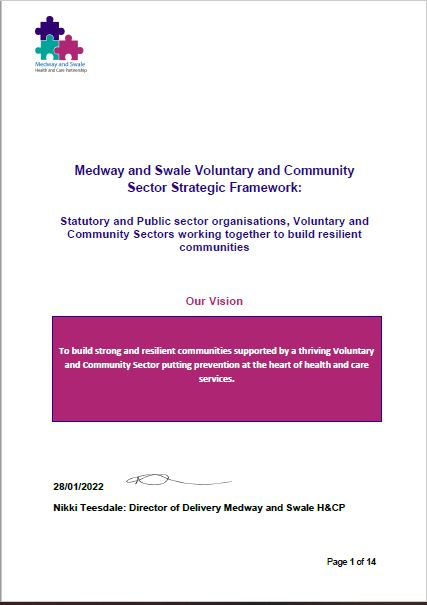 Medway and Swale
Health and Care Partnership
Medway and Swale Voluntary and Community
Sector Strategic Framework:
Statutory and Public sector organisations, Voluntary and
Community Sectors working together to build resilient
communities
Our Vision
To build strong and resilient communities supported by a thriving Voluntary
and Community Sector putting prevention at the heart of health and care
services.
28/01/2022
Nikki Teesdale: Director of Delivery Medway and Swale H&CP
Page 1 of 14